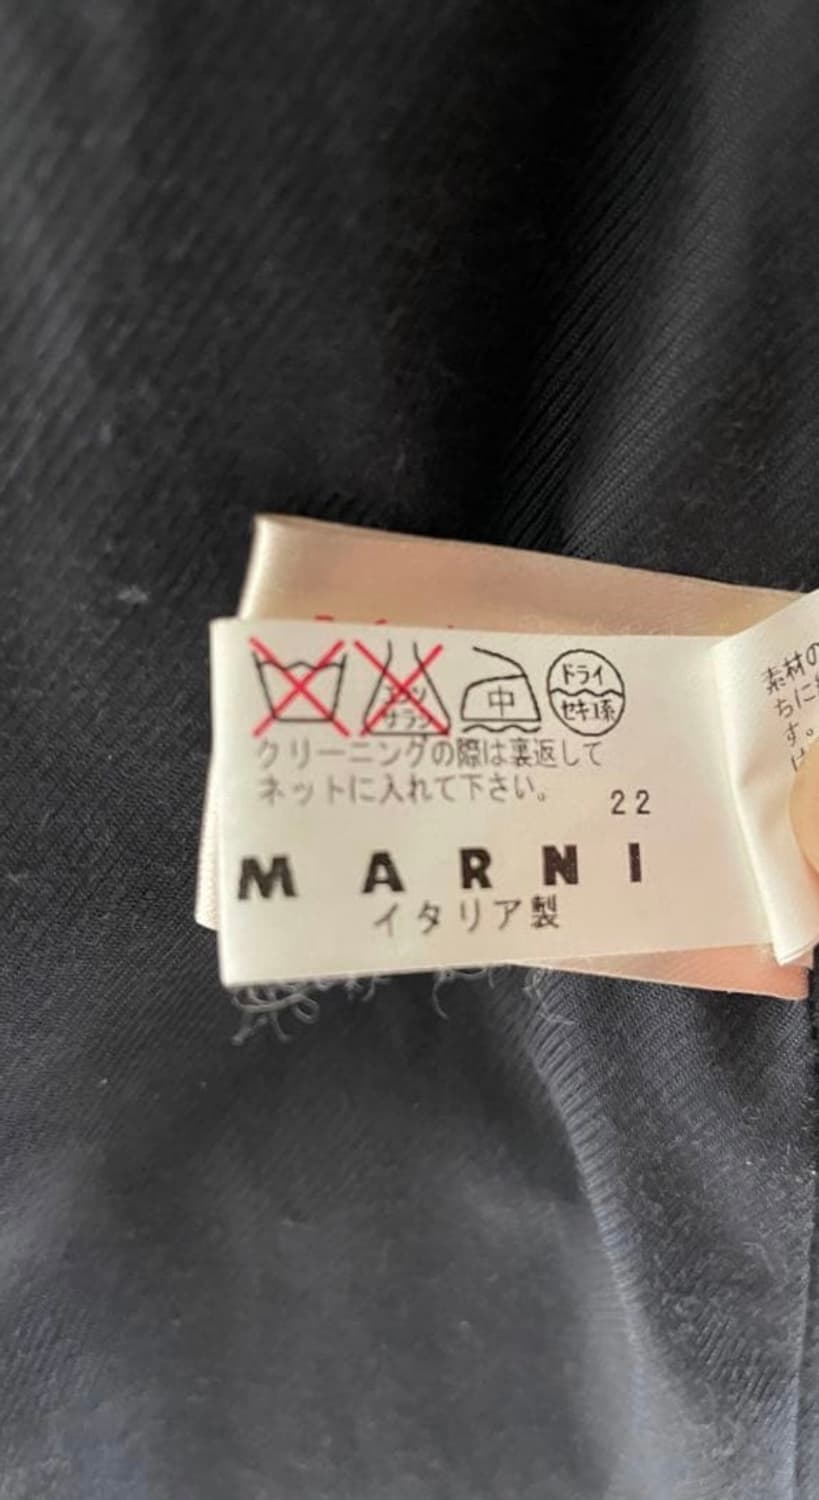 エンソ
サラシ
中
ドライ
セキユ系
クリーニングの際は裏返して
ネットに入れて下さい。
22
MARNI
イタリア製
素材の
ちに
す。